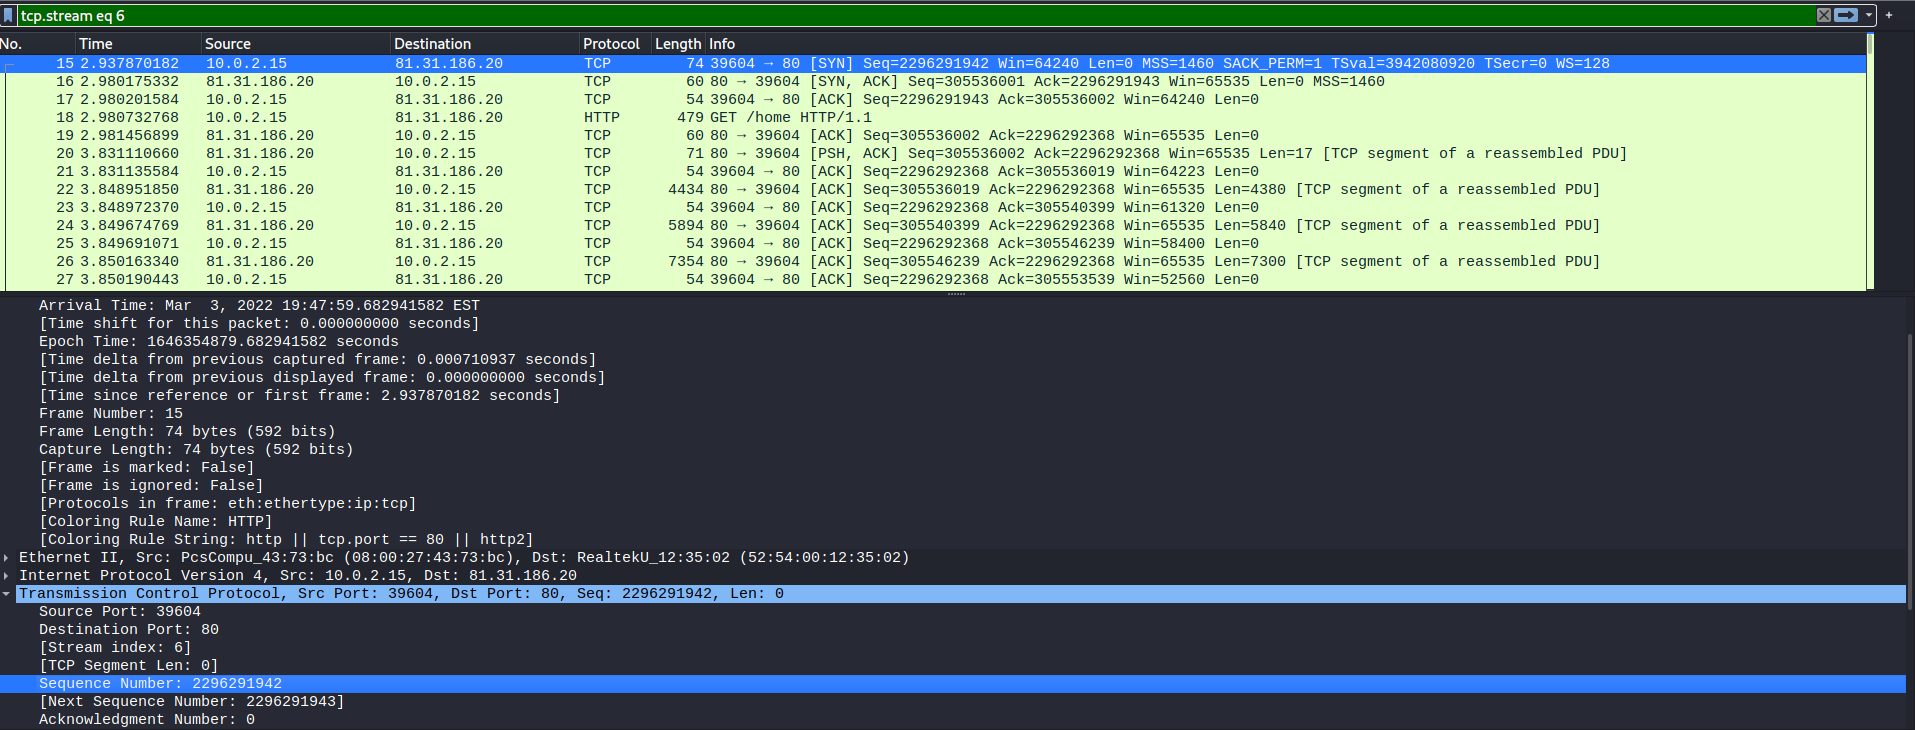 tcp.stream eq 6
No. Time Source Destination Protocol Length Info
15 2.937870182 10.0.2.15 81.31.186.20 TCP 74 39604 → 80 [SYN] Seq=2296291942 Win=64240 Len=0 MSS=1460 SACK_PERM=1 TSval=3942080920 TSecr=0 WS=128
16 2.980175332 81.31.186.20 10.0.2.15 TCP 60 80 → 39604 [SYN, ACK] Seq=305536001 Ack=2296291943 Win=65535 Len=0 MSS=1460
17 2.980201584 10.0.2.15 81.31.186.20 TCP 54 39604 → 80 [ACK] Seq=2296291943 Ack=305536002 Win=64240 Len=0
18 2.980732768 10.0.2.15 81.31.186.20 HTTP 479 GET /home HTTP/1.1
19 2.981456899 81.31.186.20 10.0.2.15 TCP 60 80 → 39604 [ACK] Seq=305536002 Ack=2296292368 Win=65535 Len=0
20 3.831110660 81.31.186.20 10.0.2.15 TCP 71 80 → 39604 [PSH, ACK] Seq=305536002 Ack=2296292368 Win=65535 Len=17 [TCP segment of a reassembled PDU]
21 3.831135584 10.0.2.15 81.31.186.20 TCP 54 39604 → 80 [ACK] Seq=2296292368 Ack=305536019 Win=64223 Len=0
22 3.848951850 81.31.186.20 10.0.2.15 TCP 4434 80 → 39604 [ACK] Seq=305536019 Ack=2296292368 Win=65535 Len=4380 [TCP segment of a reassembled PDU]
23 3.848972370 10.0.2.15 81.31.186.20 TCP 54 39604 → 80 [ACK] Seq=2296292368 Ack=305540399 Win=61320 Len=0
24 3.849674769 81.31.186.20 10.0.2.15 TCP 5894 80 → 39604 [ACK] Seq=305540399 Ack=2296292368 Win=65535 Len=5840 [TCP segment of a reassembled PDU]
25 3.849691071 10.0.2.15 81.31.186.20 TCP 54 39604 → 80 [ACK] Seq=2296292368 Ack=305546239 Win=58400 Len=0
26 3.850163340 81.31.186.20 10.0.2.15 TCP 7354 80 → 39604 [ACK] Seq=305546239 Ack=2296292368 Win=65535 Len=7300 [TCP segment of a reassembled PDU]
27 3.850190443 10.0.2.15 81.31.186.20 TCP 54 39604 → 80 [ACK] Seq=2296292368 Ack=305553539 Win=52560 Len=0
Arrival Time: Mar  3, 2022 19:47:59.682941582 EST
[Time shift for this packet: 0.000000000 seconds]
Epoch Time: 1646354879.682941582 seconds
[Time delta from previous captured frame: 0.000710937 seconds]
[Time delta from previous displayed frame: 0.000000000 seconds]
[Time since reference or first frame: 2.937870182 seconds]
Frame Number: 15
Frame Length: 74 bytes (592 bits)
Capture Length: 74 bytes (592 bits)
[Frame is marked: False]
[Frame is ignored: False]
[Protocols in frame: eth:ethertype:ip:tcp]
[Coloring Rule Name: HTTP]
[Coloring Rule String: http || tcp.port == 80 || http2]
Ethernet II, Src: PcsCompu_43:73:bc (08:00:27:43:73:bc), Dst: RealtekU_12:35:02 (52:54:00:12:35:02)
Internet Protocol Version 4, Src: 10.0.2.15, Dst: 81.31.186.20
Transmission Control Protocol, Src Port: 39604, Dst Port: 80, Seq: 2296291942, Len: 0
Source Port: 39604
Destination Port: 80
[Stream index: 6]
[TCP Segment Len: 0]
Sequence Number: 2296291942
[Next Sequence Number: 2296291943]
Acknowledgment Number: 0